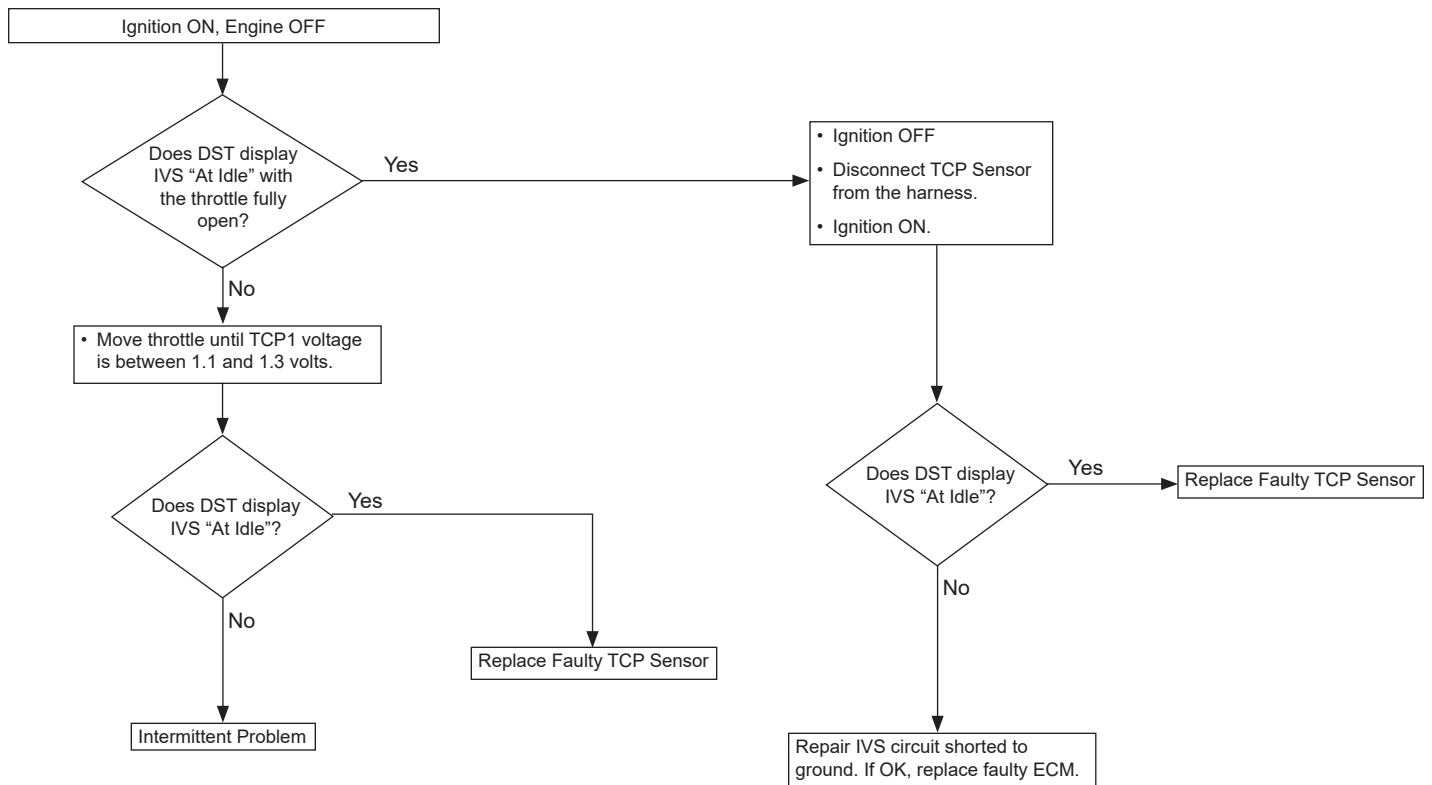 Ignition ON, Engine OFF
Does DST display
IVS “At Idle” with
the throttle fully
open?
Yes
• Ignition OFF
• Disconnect TCP Sensor
from the harness.
• Ignition ON.
No
• Move throttle until TCP1 voltage
is between 1.1 and 1.3 volts.
Does DST display
IVS “At Idle”?
Yes
Replace Faulty TCP Sensor
No
Intermittent Problem
Does DST display
IVS “At Idle”?
Yes
Replace Faulty TCP Sensor
No
Repair IVS circuit shorted to
ground. If OK, replace faulty ECM.